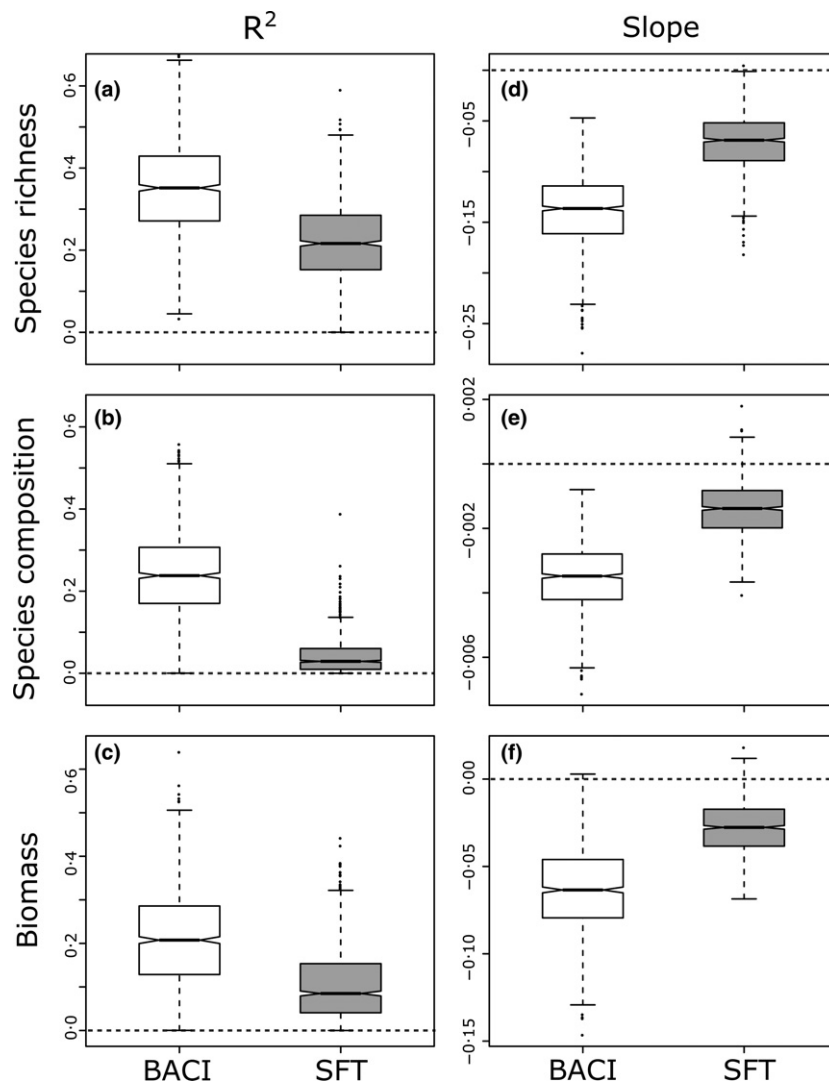 R²
Slope
Species richness
(a)
0·6
0·4
0·2
0·0
(d)
−0.05
−0.15
−0.25
Species composition
(b)
0·6
0·4
0·2
0·0
(e)
0.002
−0.002
−0.006
Biomass
(c)
0·6
0·4
0·2
0·0
(f)
0.00
−0.05
−0.10
−0.15
BACI
SFT
BACI
SFT